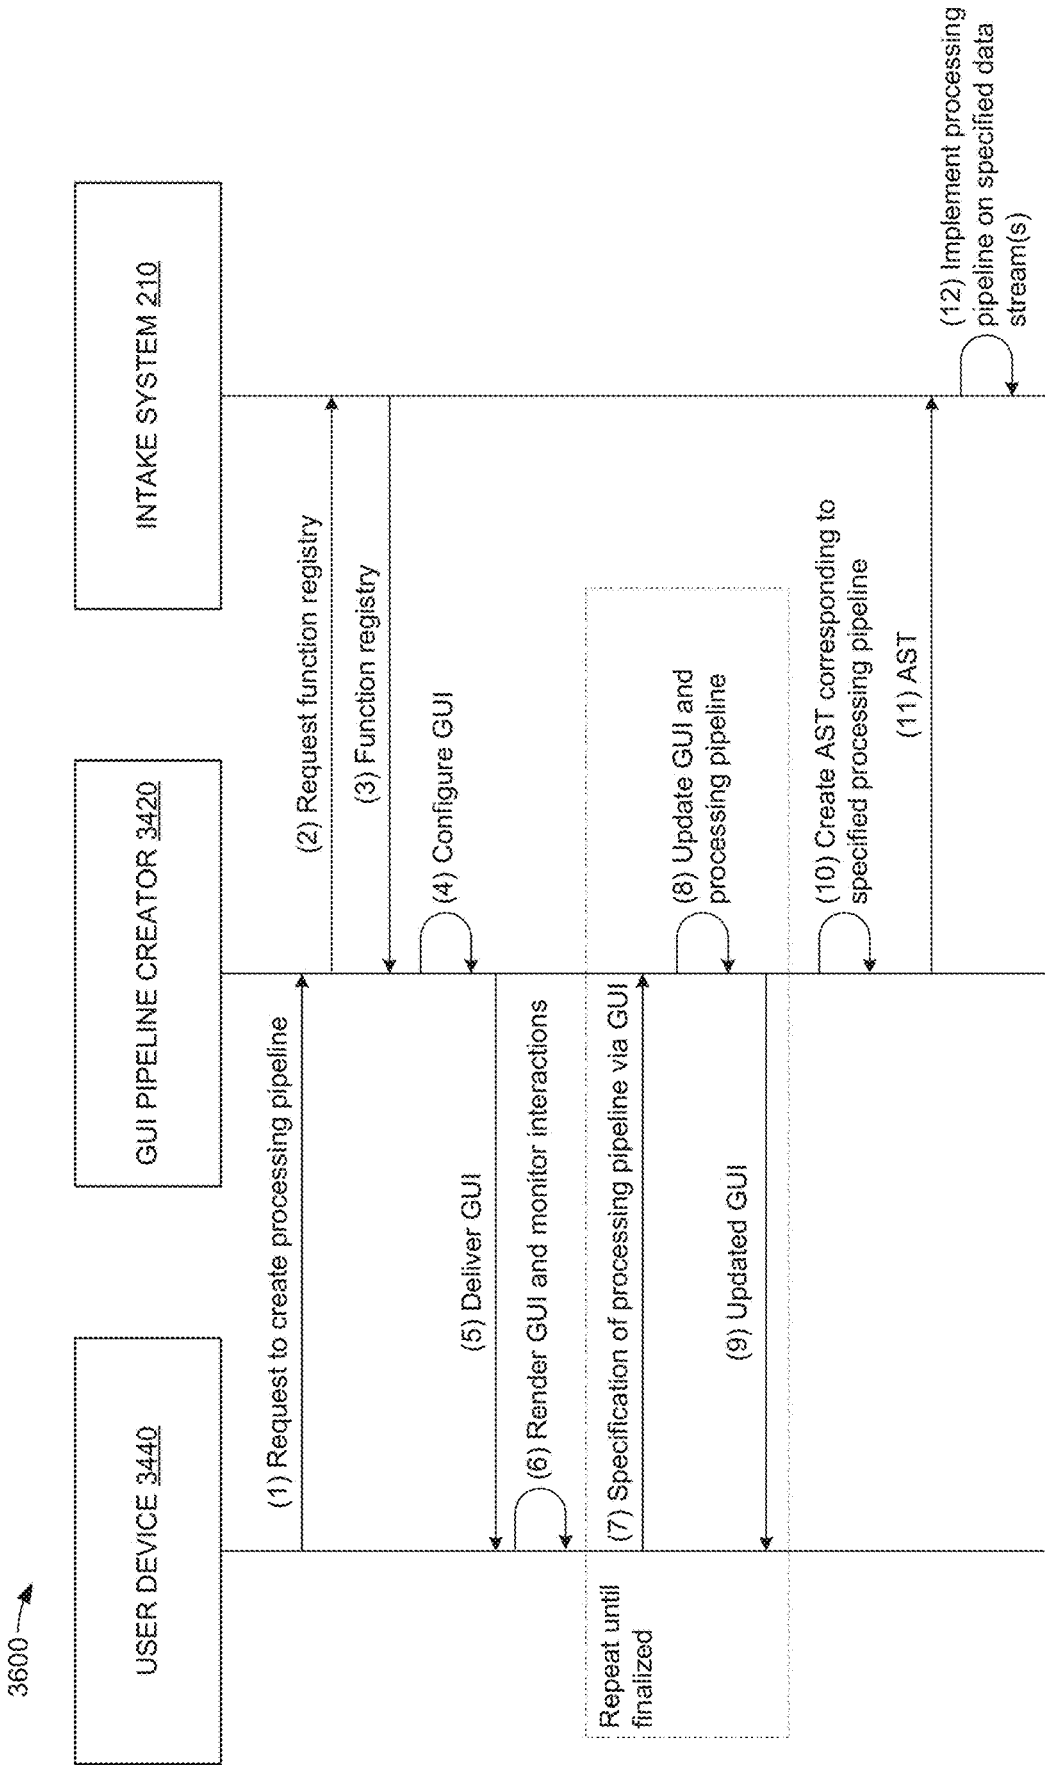 3600
USER DEVICE 3440
GUI PIPELINE CREATOR 3420
INTAKE SYSTEM 210
(1) Request to create processing pipeline
(2) Request function registry
(3) Function registry
(4) Configure GUI
(5) Deliver GUI
(6) Render GUI and monitor interactions
Repeat until
finalized
(7) Specification of processing pipeline via GUI
(8) Update GUI and
processing pipeline
(9) Updated GUI
(10) Create AST corresponding to
specified processing pipeline
(11) AST
(12) Implement processing
pipeline on specified data
stream(s)